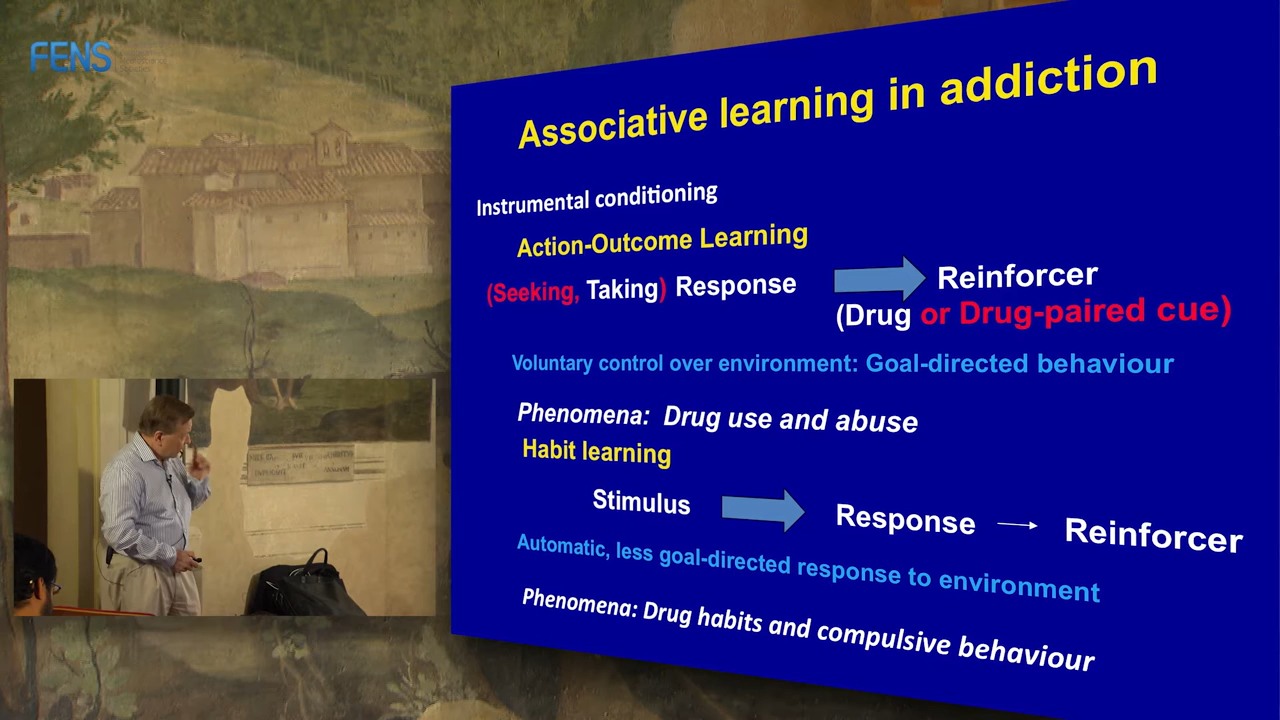 FENS
Associative learning in addiction
Instrumental conditioning
Action-Outcome Learning
(Seeking, Taking) Response
Reinforcer
(Drug or Drug-paired cue)
Voluntary control over environment: Goal-directed behaviour
Phenomena: Drug use and abuse
Habit learning
Stimulus
Response
Reinforcer
Automatic, less goal-directed response to environment
Phenomena: Drug habits and compulsive behaviour